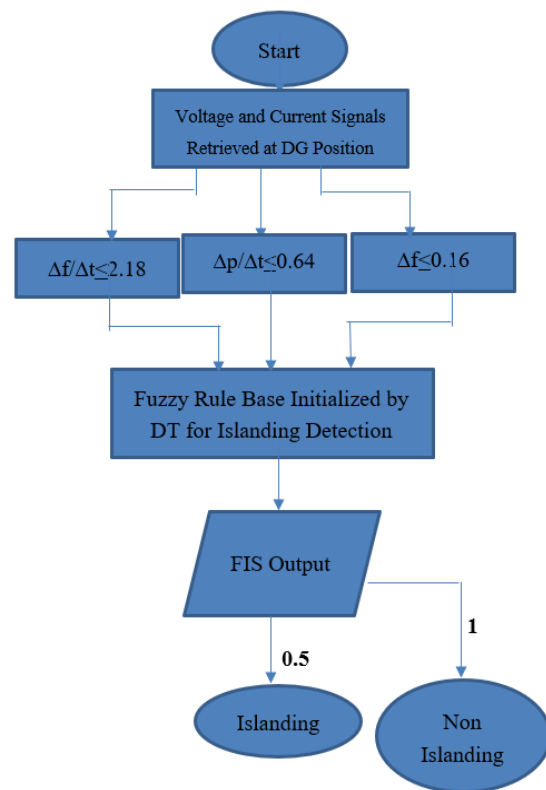 Start
Voltage and Current Signals
Retrieved at DG Position
Δf/Δt≤2.18
Δp/Δt≤0.64
Δf≤0.16
Fuzzy Rule Base Initialized by
DT for Islanding Detection
FIS Output
0.5
1
Islanding
Non
Islanding